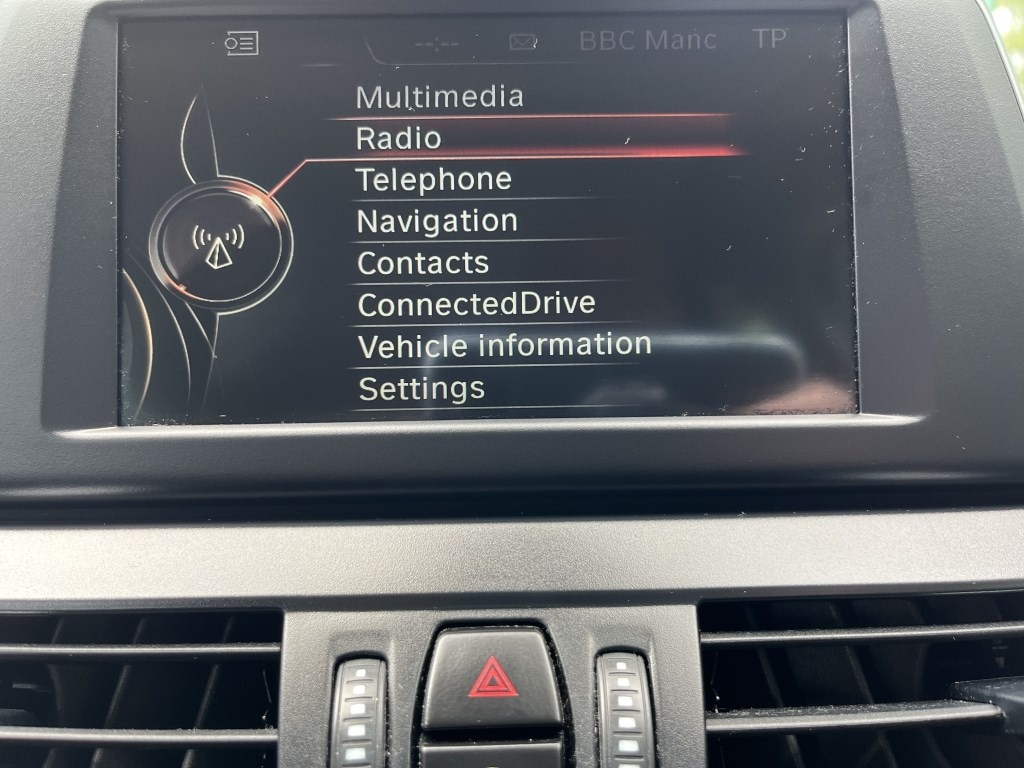 --:-- BBC Manc TP
Multimedia
Radio
Telephone
Navigation
Contacts
ConnectedDrive
Vehicle information
Settings